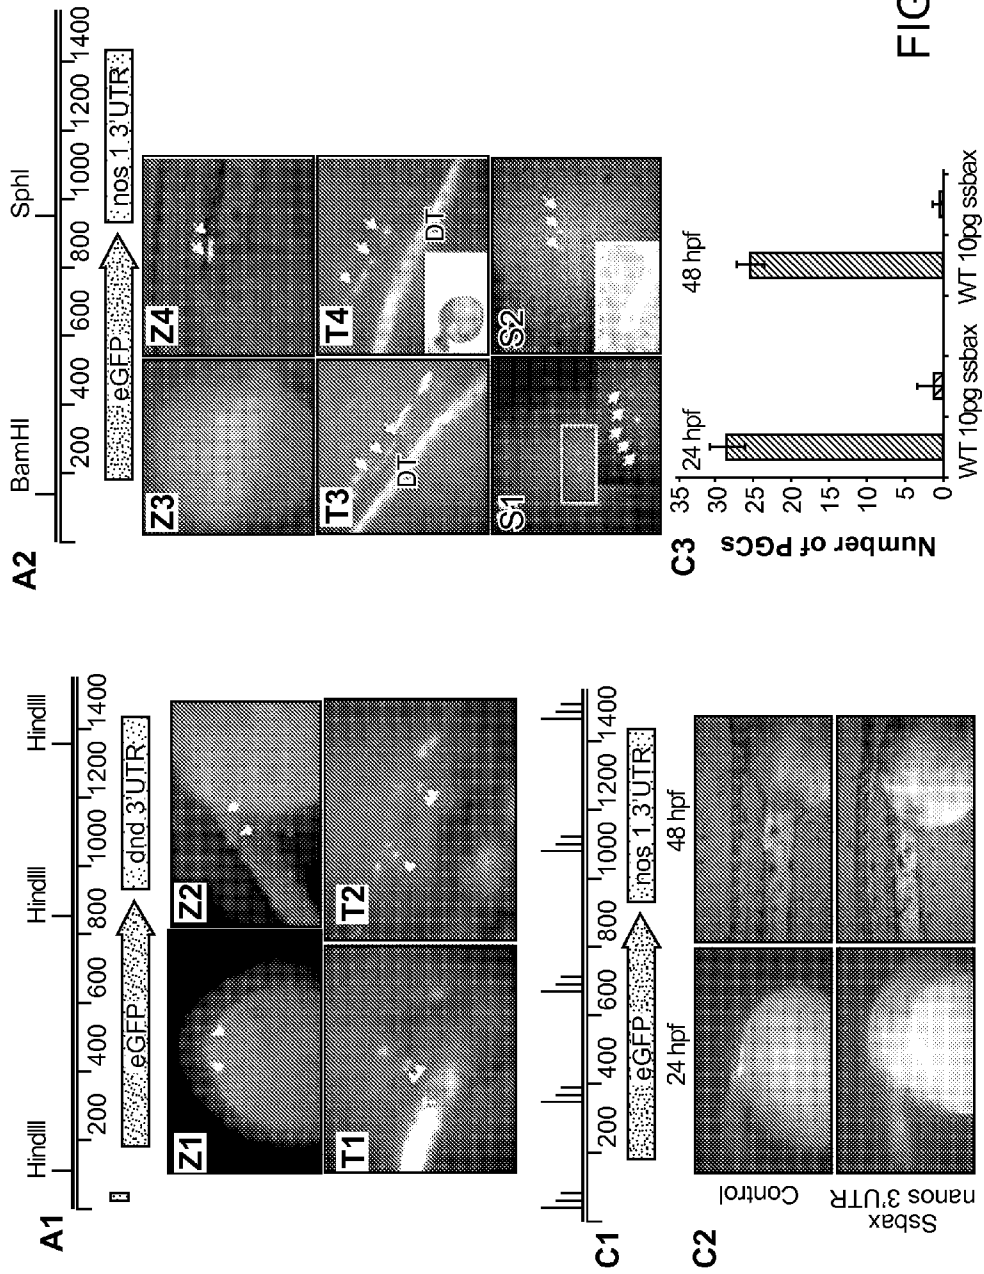 A1
HindIII HindIII HindIII
200 400 600 800 1000 1200 1400
eGFP dnd 3'UTR
Z1 Z2
T1 T2
C1
200 400 600 800 1000 1200 1400
eGFP nos 1 3'UTR
C2
24 hpf 48 hpf
Control
Ssbax
nanos 3'UTR
A2
BamHI SphI
200 400 600 800 1000 1200 1400
eGFP nos 1 3'UTR
Z3 Z4
T3 T4
DT DT
S1 S2
C3
24 hpf 48 hpf
Number of PGCs
35
30
25
20
15
10
5
0
WT 10pg ssbax WT 10pg ssbax
FIG